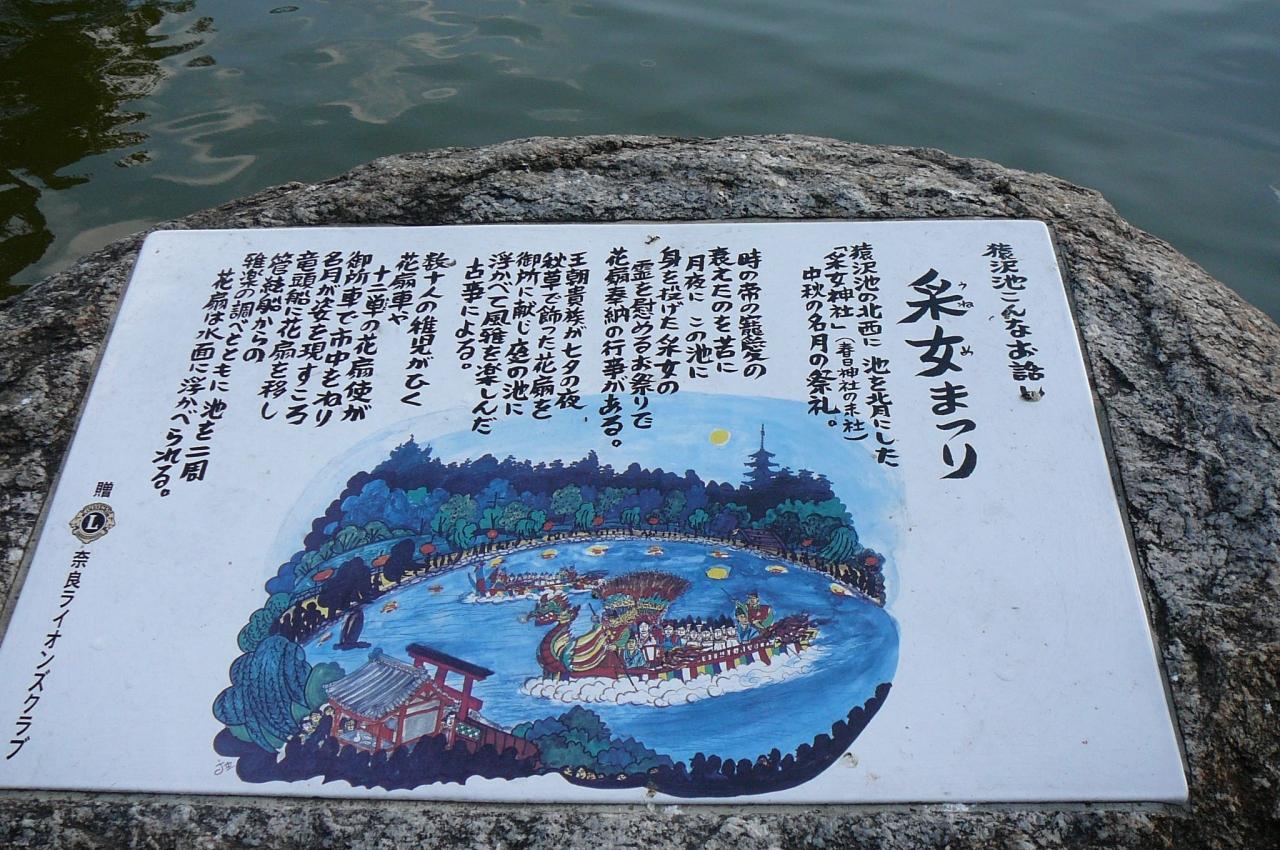 猿沢池こんなお話し
采女まつり
うねめ
猿沢池の北西に 池を背にした
「采女神社」（春日神社の末社）
中秋の名月の祭礼。
時の帝の寵愛の
衰えたのを苦に
月夜に この池に
身を投げた采女の
霊を慰めるお祭りで
花扇奉納の行事がある。
王朝貴族が七夕の夜、
秋草で飾った花扇を
御所に献じ庭の池に
浮かべて風雅を楽しんだ
古事による。
数十人の稚児がひく
花扇車や
十二単の花扇使が
御所車で市中をねり
名月が姿を現すころ
竜頭船に花扇を移し
管絃船からの
雅楽の調べとともに 池を二周
花扇は水面に浮かべられる。
贈
L
奈良ライオンズクラブ